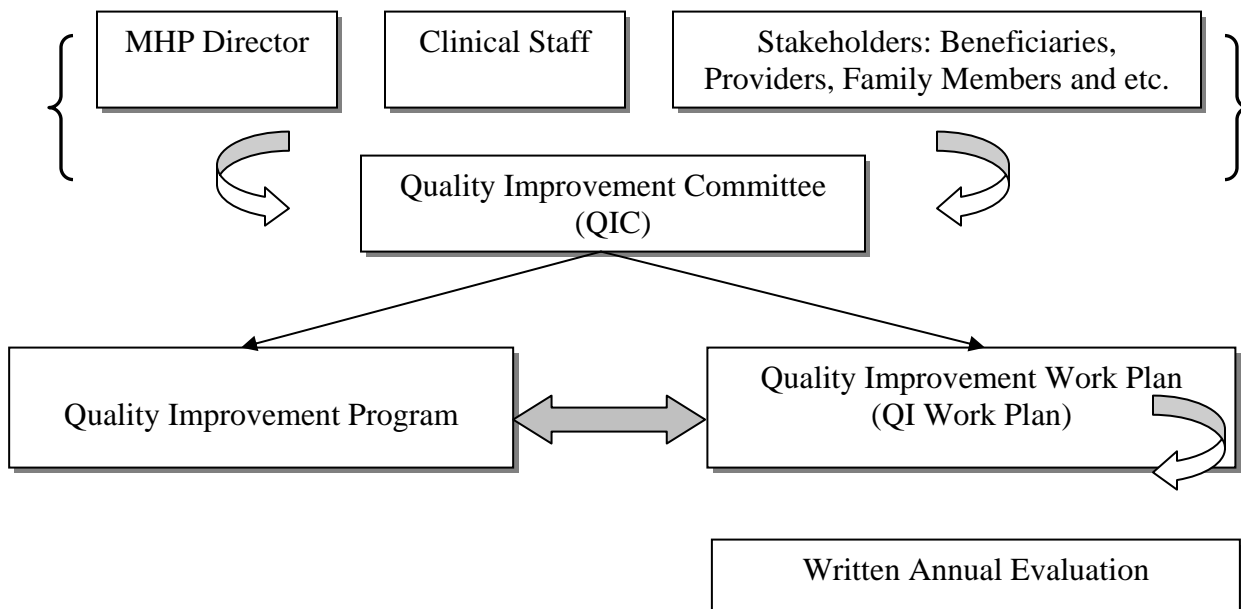 MHP Director
Clinical Staff
Stakeholders: Beneficiaries,
Providers, Family Members and etc.
Quality Improvement Committee
(QIC)
Quality Improvement Program
Quality Improvement Work Plan
(QI Work Plan)
Written Annual Evaluation